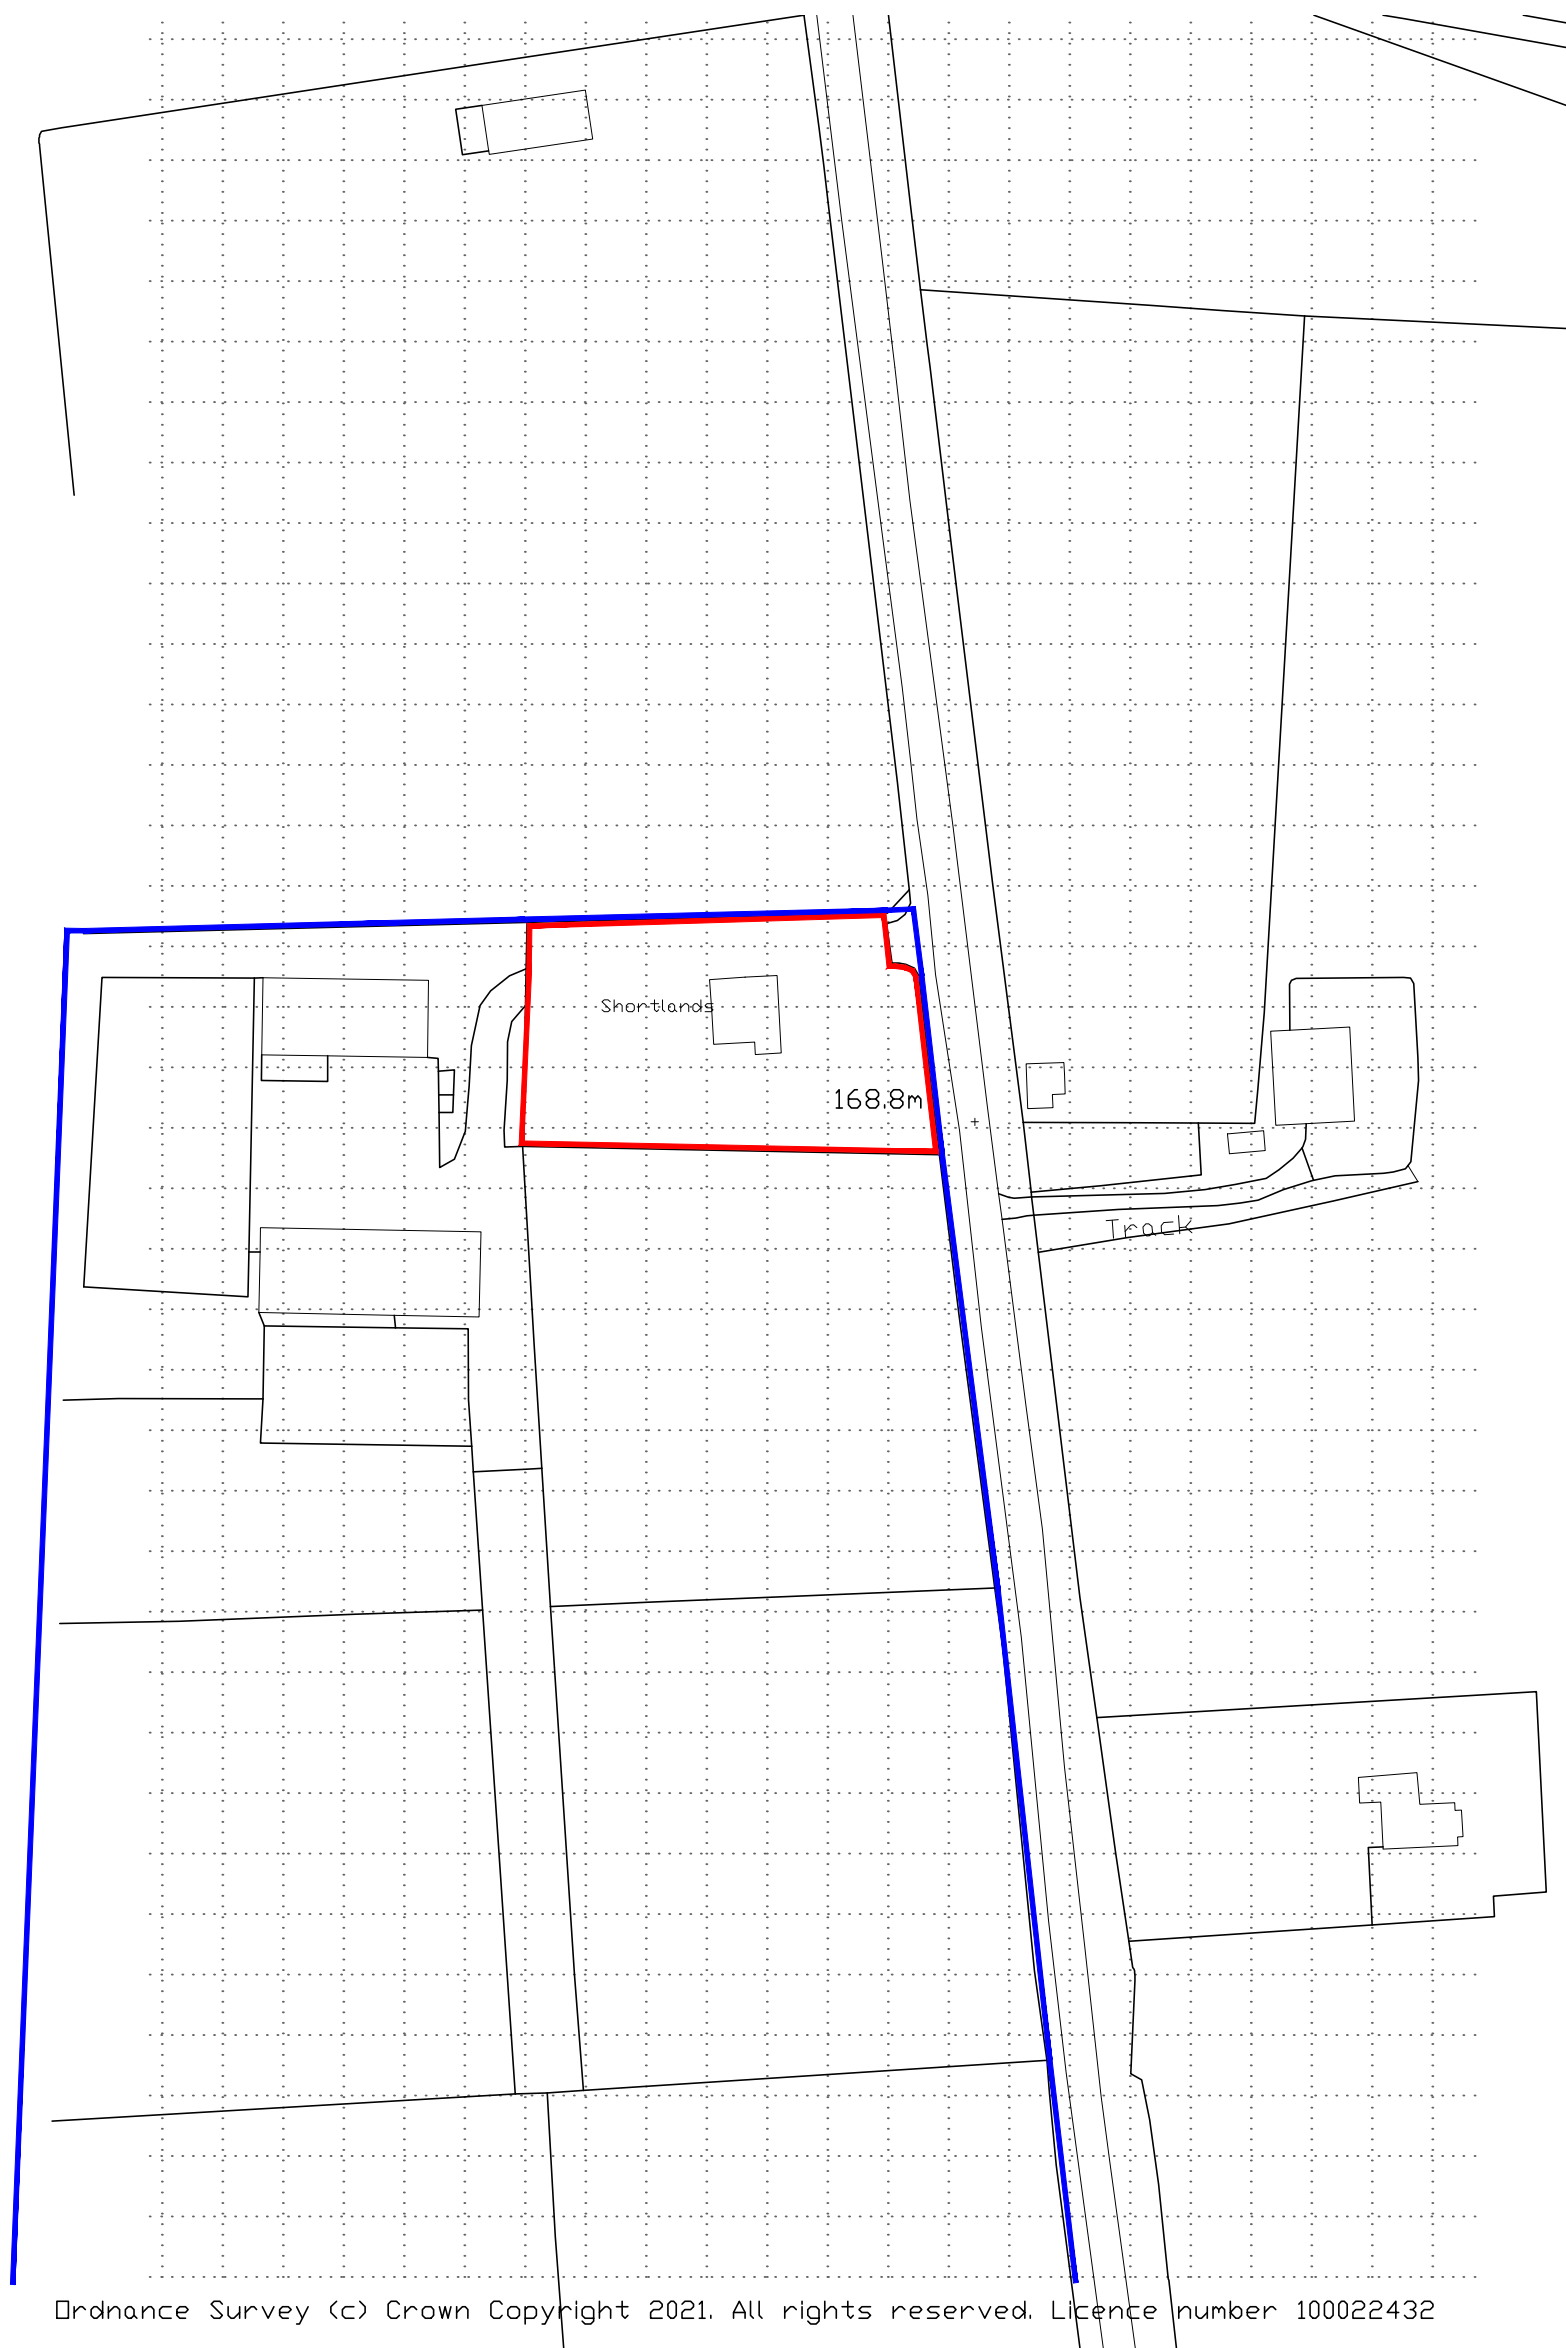 Shortlands
168.8m
Track
Ordnance Survey (c) Crown Copyright 2021. All rights reserved. Licence number 100022432